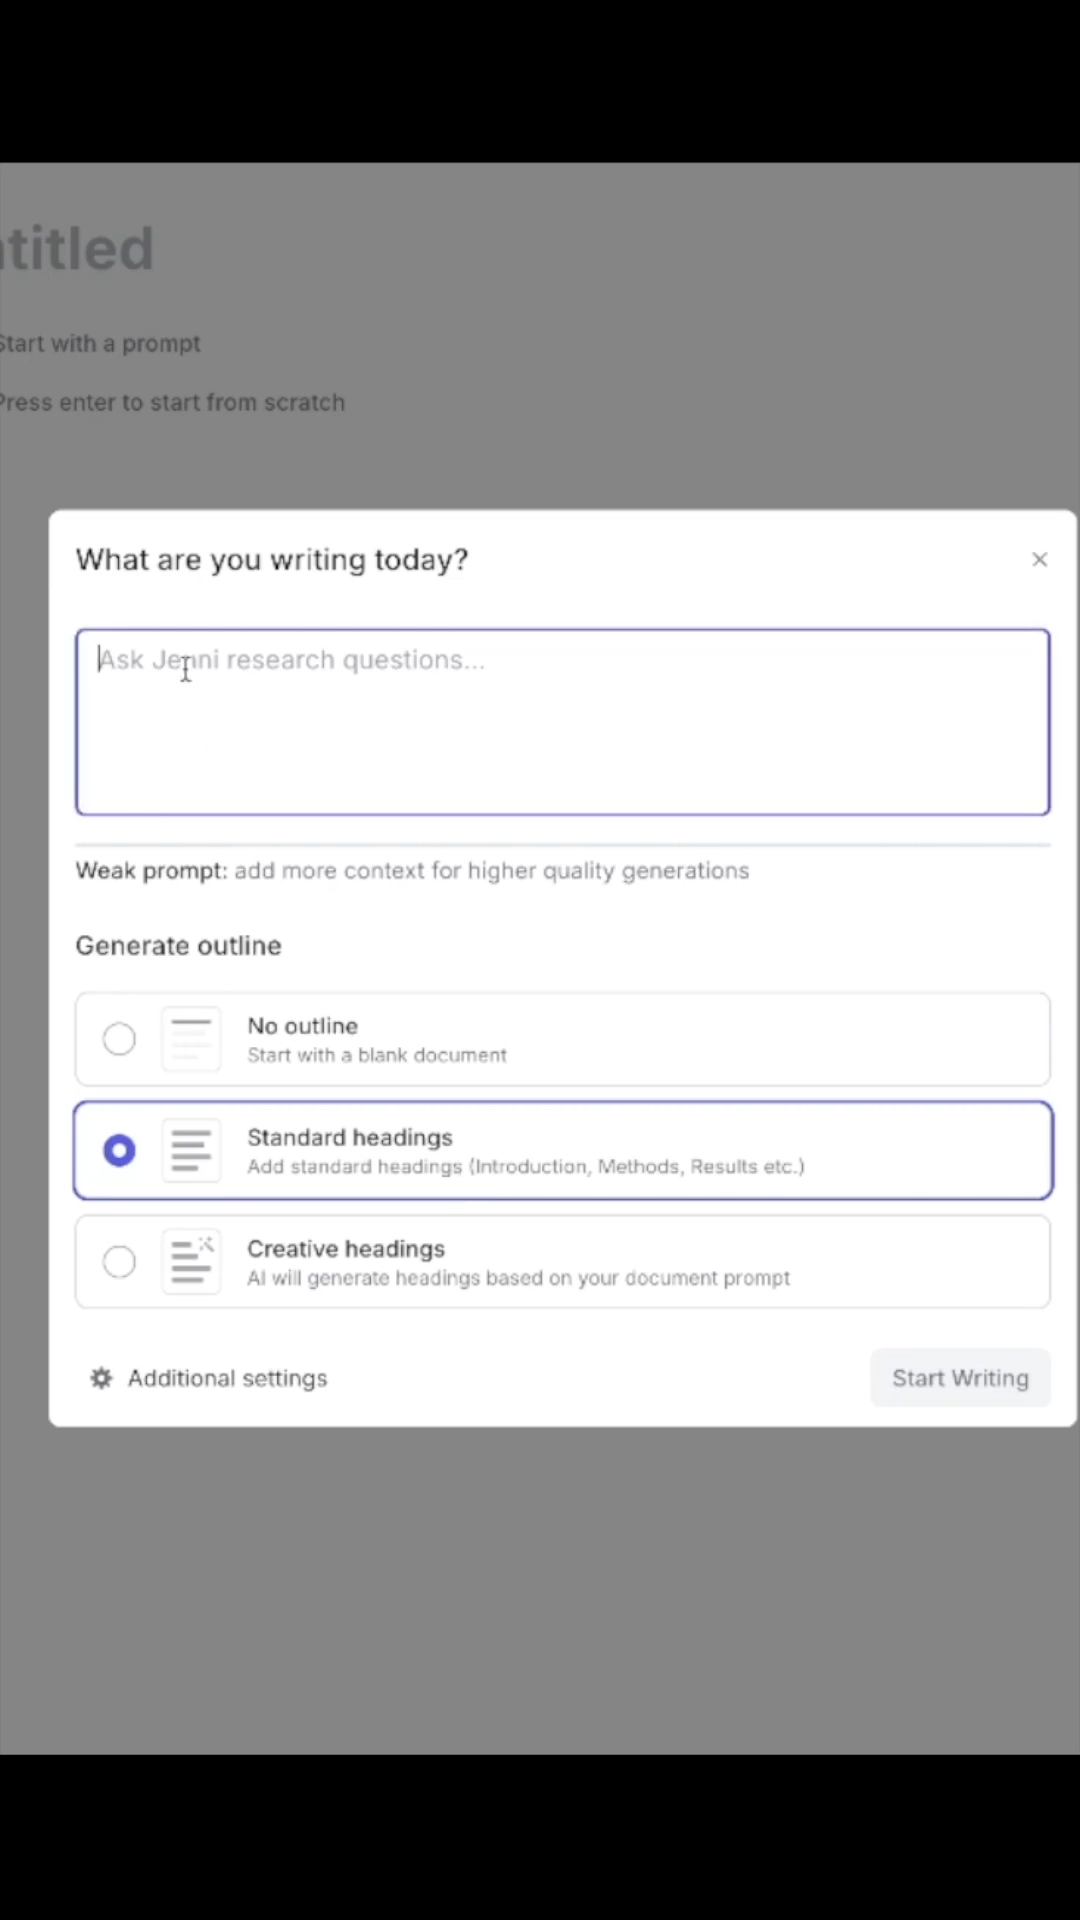 ntitled
Start with a prompt
Press enter to start from scratch
What are you writing today?
Ask Jenni research questions...
Weak prompt: add more context for higher quality generations
Generate outline
No outline
Start with a blank document
Standard headings
Add standard headings (Introduction, Methods, Results etc.)
Creative headings
AI will generate headings based on your document prompt
Additional settings
Start Writing